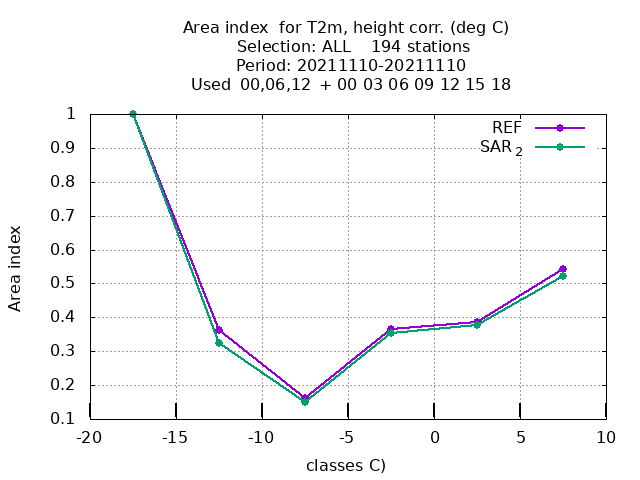 Area index  for T2m, height corr. (deg C)
Selection: ALL    194 stations
Period: 20211110-20211110
Used  00,06,12  + 00 03 06 09 12 15 18
REF
SAR 2
1
0.9
0.8
0.7
0.6
0.5
0.4
0.3
0.2
0.1
Area index
-20 -15 -10 -5 0 5 10
classes C)